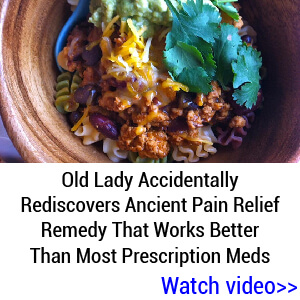 Old Lady Accidentally
Rediscovers Ancient Pain Relief
Remedy That Works Better
Than Most Prescription Meds
Watch video>>